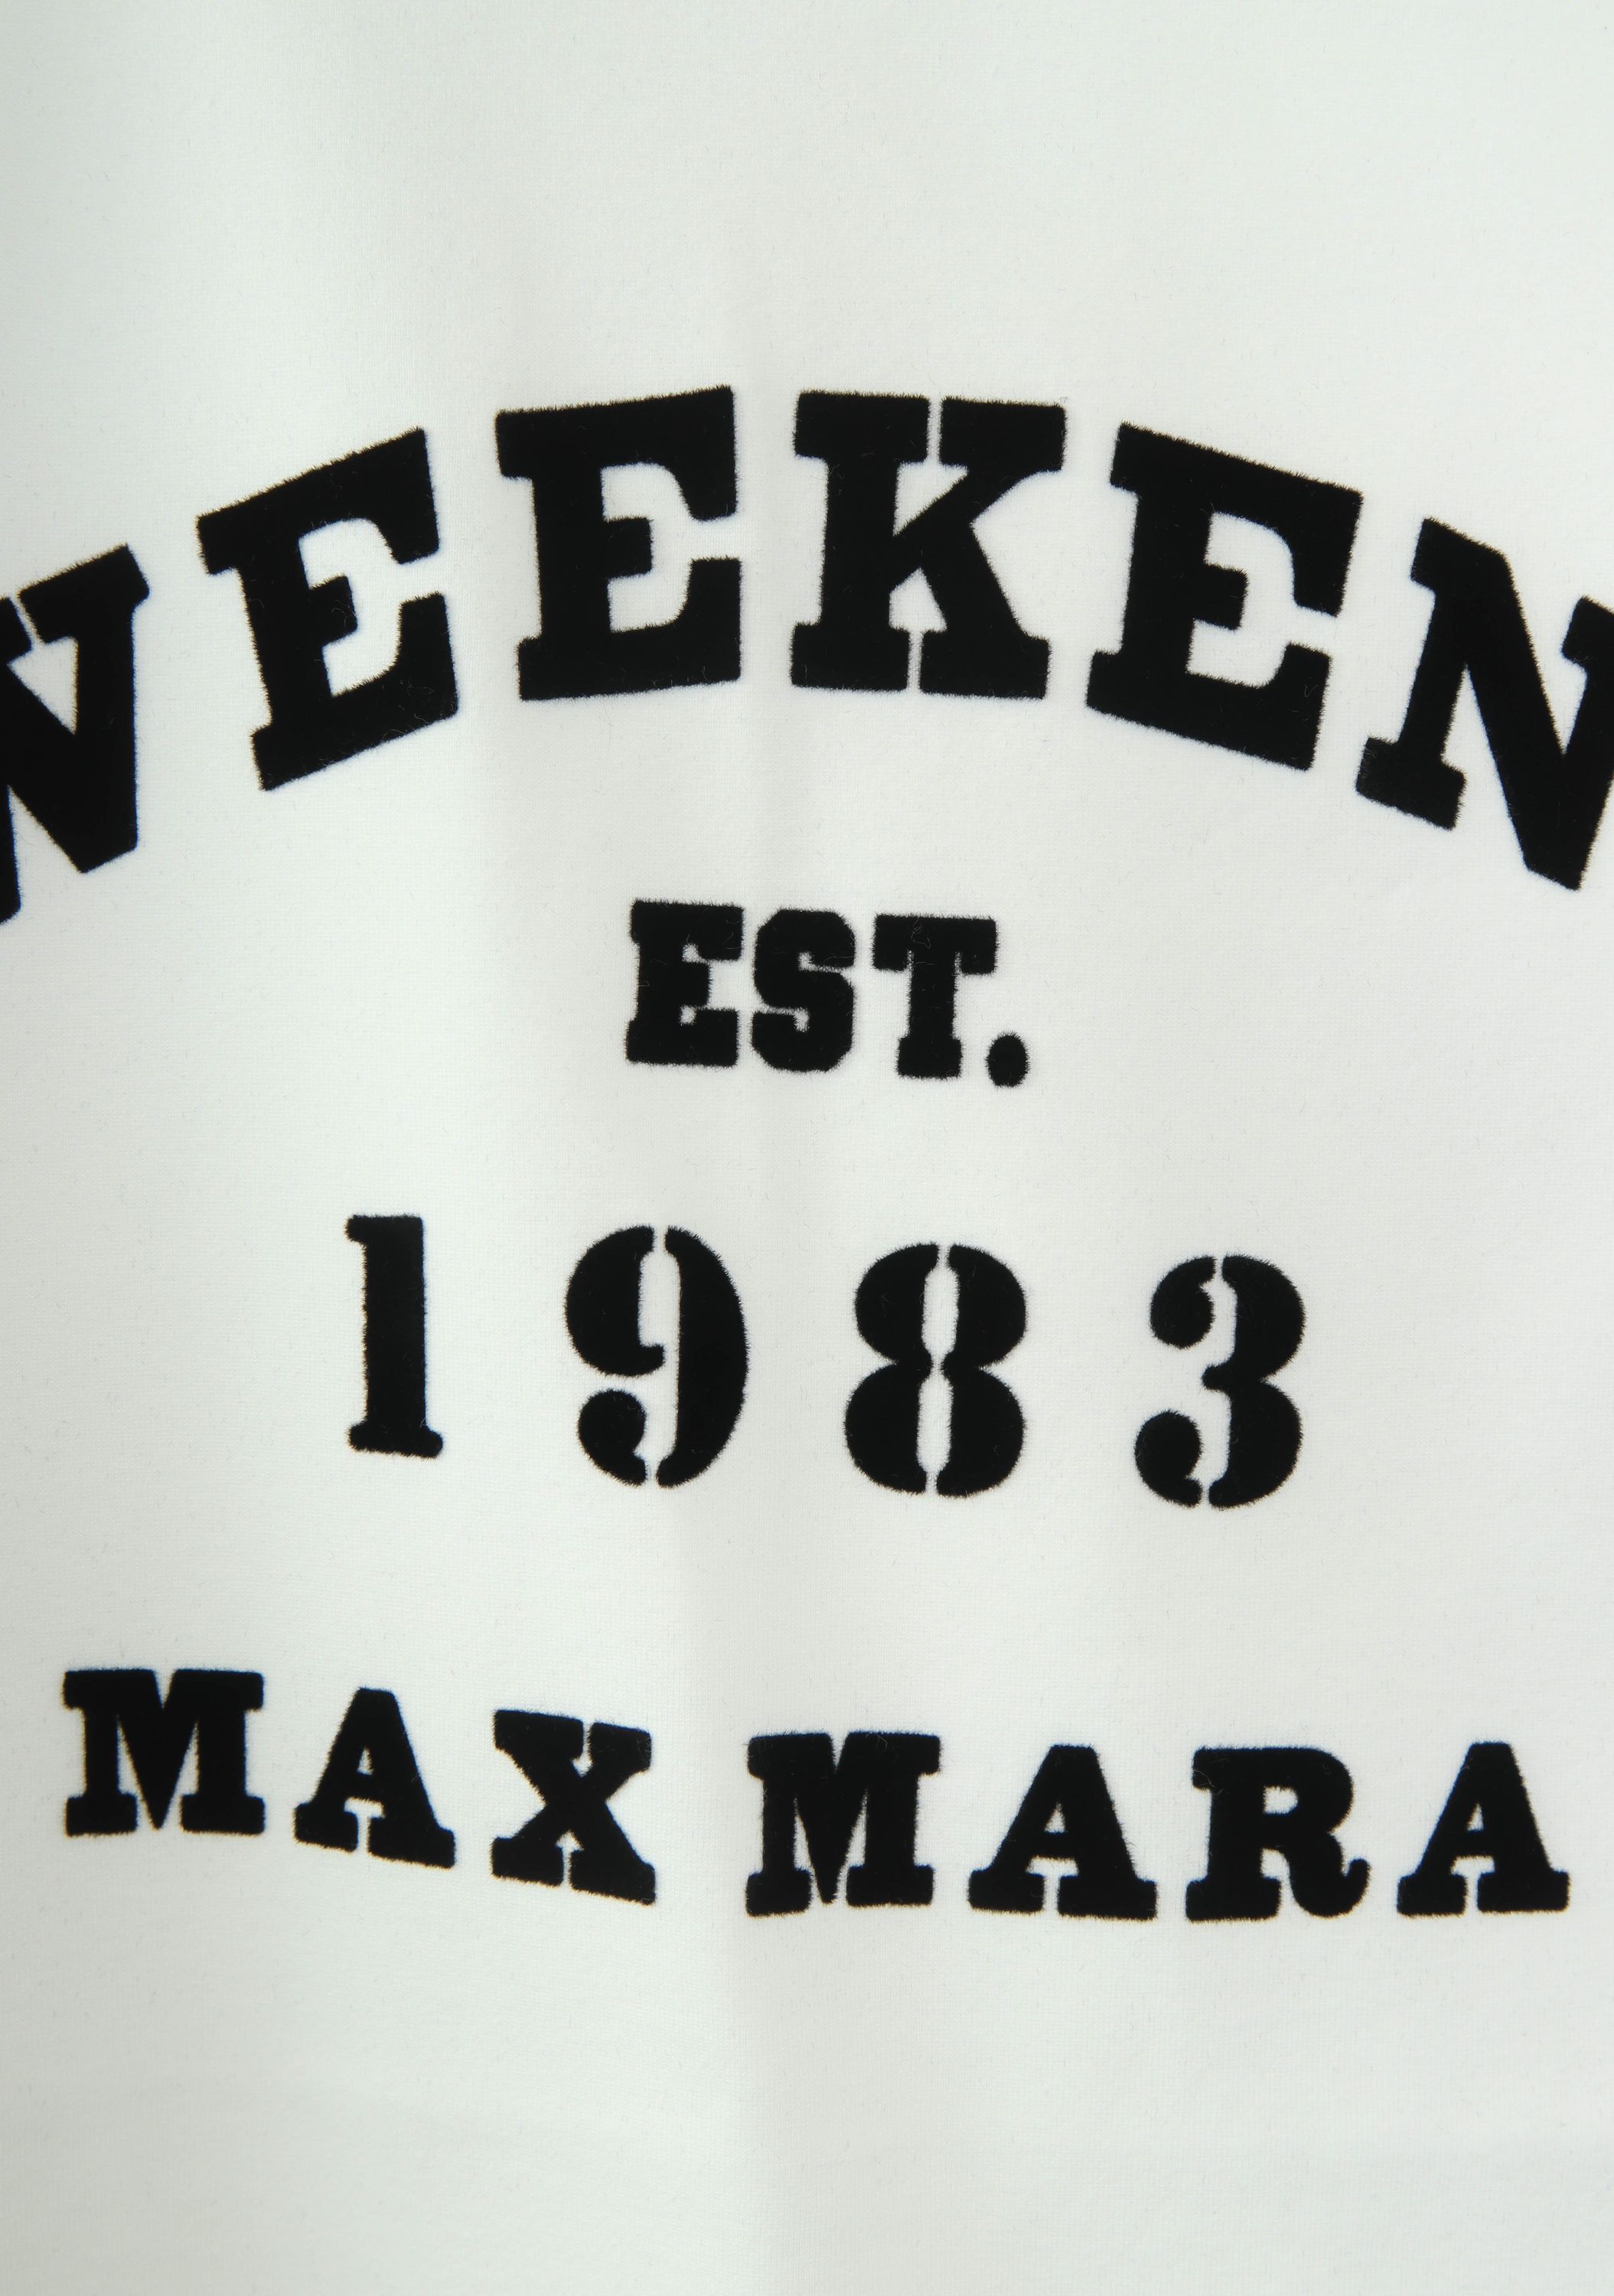 WEEKEN
EST.
1983
MAX MARA